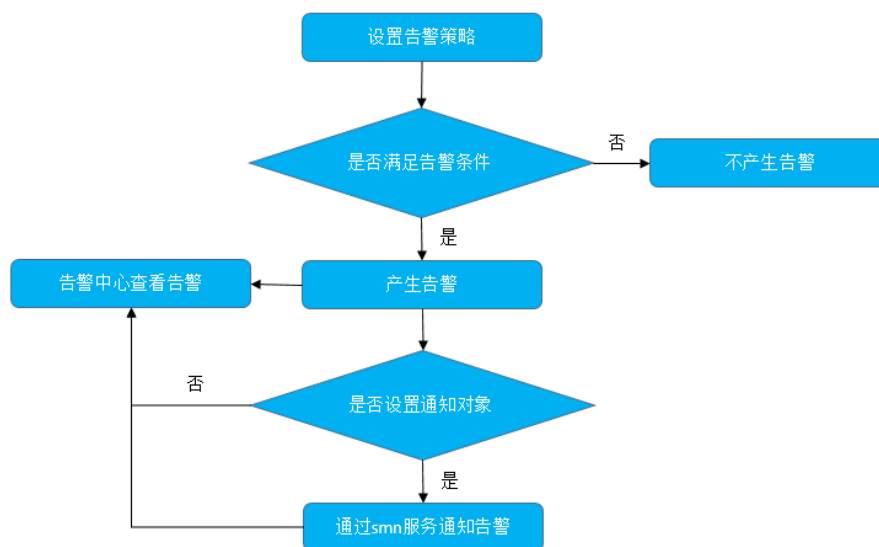 设置告警策略
是否满足告警条件
否
不产生告警
是
告警中心查看告警
产生告警
否
是否设置通知对象
是
通过smn服务通知告警